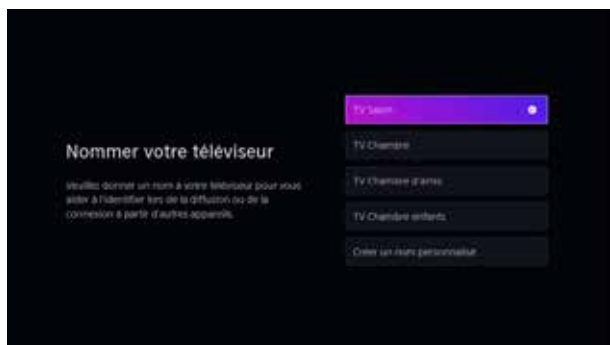 Nommer votre téléviseur
Veuillez donner un nom à votre téléviseur pour vous
aider à l'identifier lors de la diffusion ou de la
connexion à partir d'autres appareils.
TV Salon
TV Chambre
TV Chambre d'amis
TV Chambre enfants
Créer un nom personnalisé